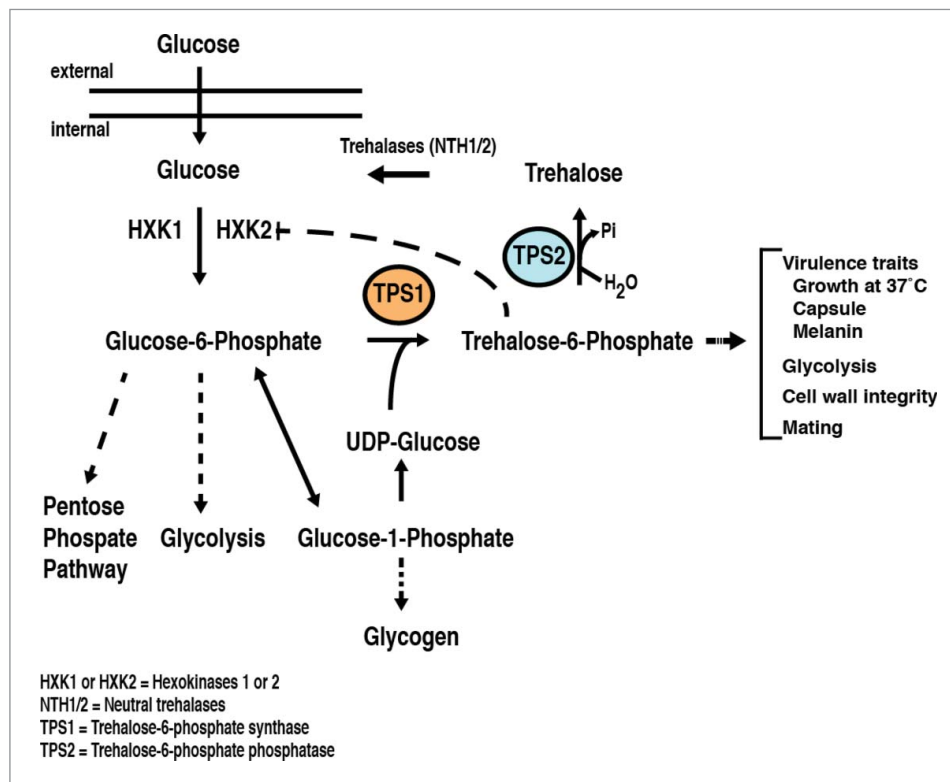 Glucose
external
internal
Glucose
Trehalases (NTH1/2)
Trehalose
HXK1
HXK2
TPS2
Pi
H2O
TPS1
Glucose-6-Phosphate
Trehalose-6-Phosphate
Virulence traits
Growth at 37˚C
Capsule
Melanin
Glycolysis
Cell wall integrity
Mating
UDP-Glucose
Pentose
Phospate
Pathway
Glycolysis
Glucose-1-Phosphate
Glycogen
HXK1 or HXK2 = Hexokinases 1 or 2
NTH1/2 = Neutral trehalases
TPS1 = Trehalose-6-phosphate synthase
TPS2 = Trehalose-6-phosphate phosphatase